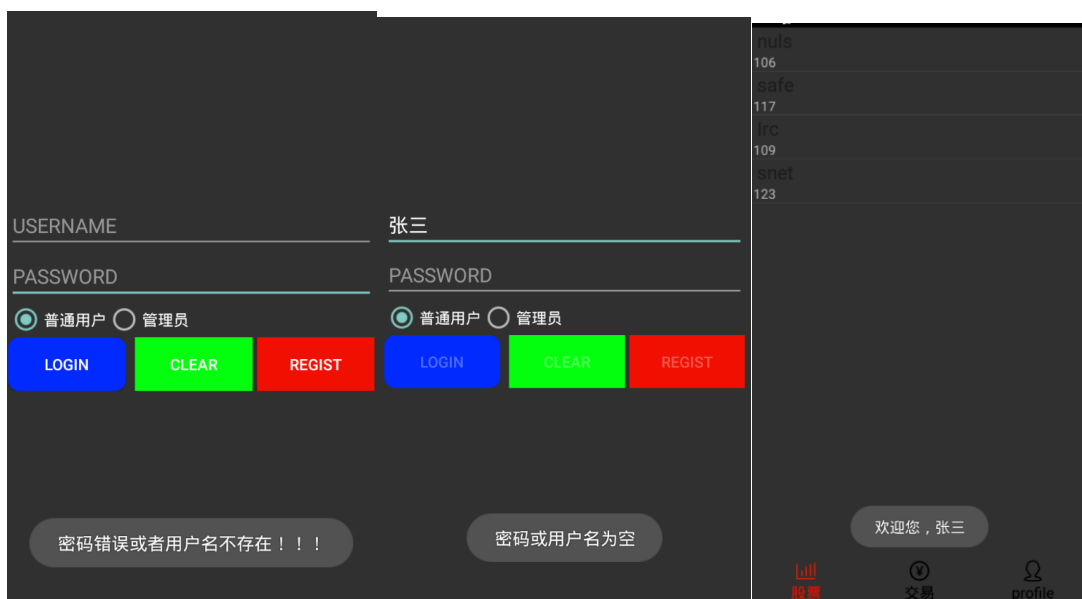 USERNAME
PASSWORD
普通用户 管理员
LOGIN CLEAR REGIST
密码错误或者用户名不存在！！！
张三
PASSWORD
普通用户 管理员
LOGIN CLEAR REGIST
密码或用户名为空
nuls
106
safe
117
lrc
109
snet
123
欢迎您，张三
股票 交易 profile